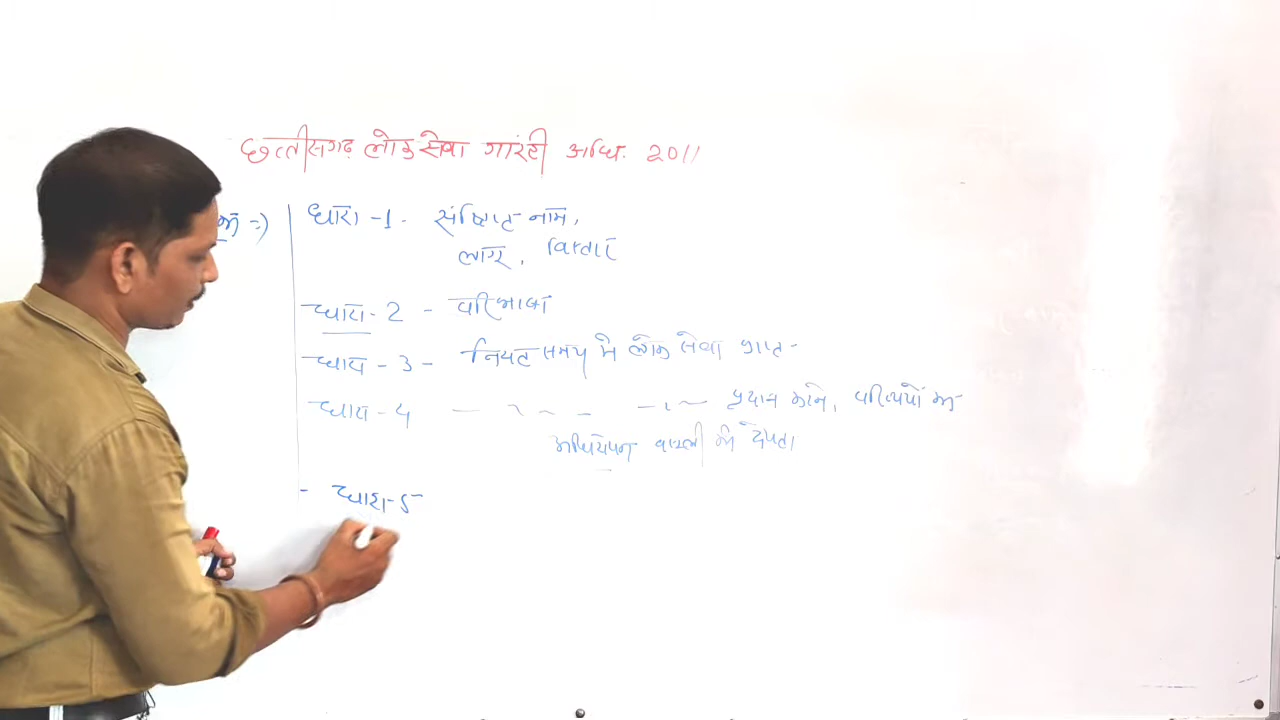 छत्तीसगढ़ लोक सेवा गारंटी अधि. 2011
धारा -1- संक्षिप्त नाम,
लागू, विस्तार
धारा - 2 - परिभाषा
धारा - 3 - नियत समय में लोक सेवा प्राप्त -
धारा - 4 प्रदान करने, परिव्ययों का
अधिरोपण वसूली की देयता।
- धारा-5